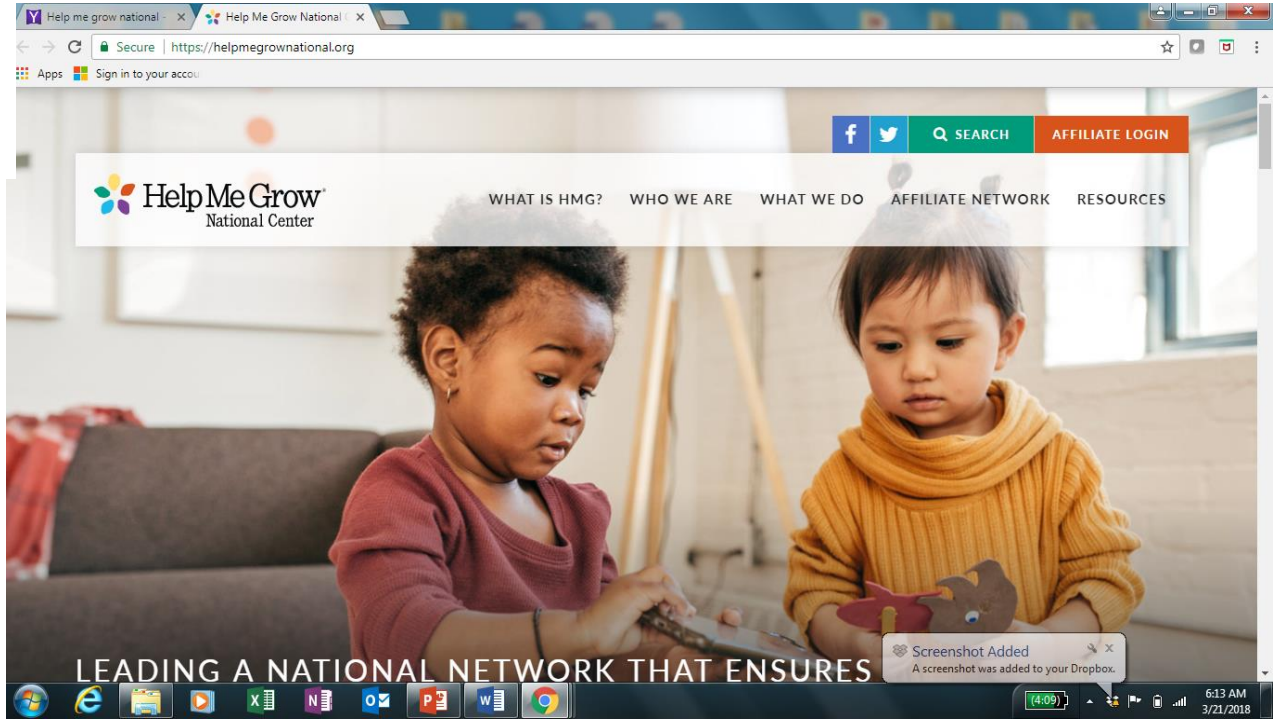 Help me grow national -
Help Me Grow National
Secure | https://helpmegrownational.org
Apps Sign in to your accou
SEARCH AFFILIATE LOGIN
Help Me Grow
National Center
WHAT IS HMG? WHO WE ARE WHAT WE DO AFFILIATE NETWORK RESOURCES
LEADING A NATIONAL NETWORK THAT ENSURES
Screenshot Added
A screenshot was added to your Dropbox.
(4:09)
6:13 AM
3/21/2018